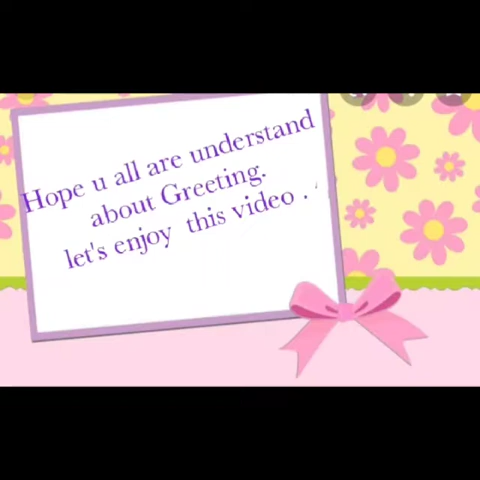 Hope u all are understand
about Greeting.
let's enjoy this video .